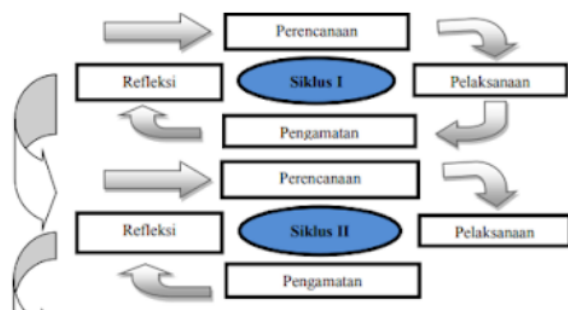 Perencanaan
Refleksi
Siklus I
Pelaksanaan
Pengamatan
Perencanaan
Refleksi
Siklus II
Pelaksanaan
Pengamatan